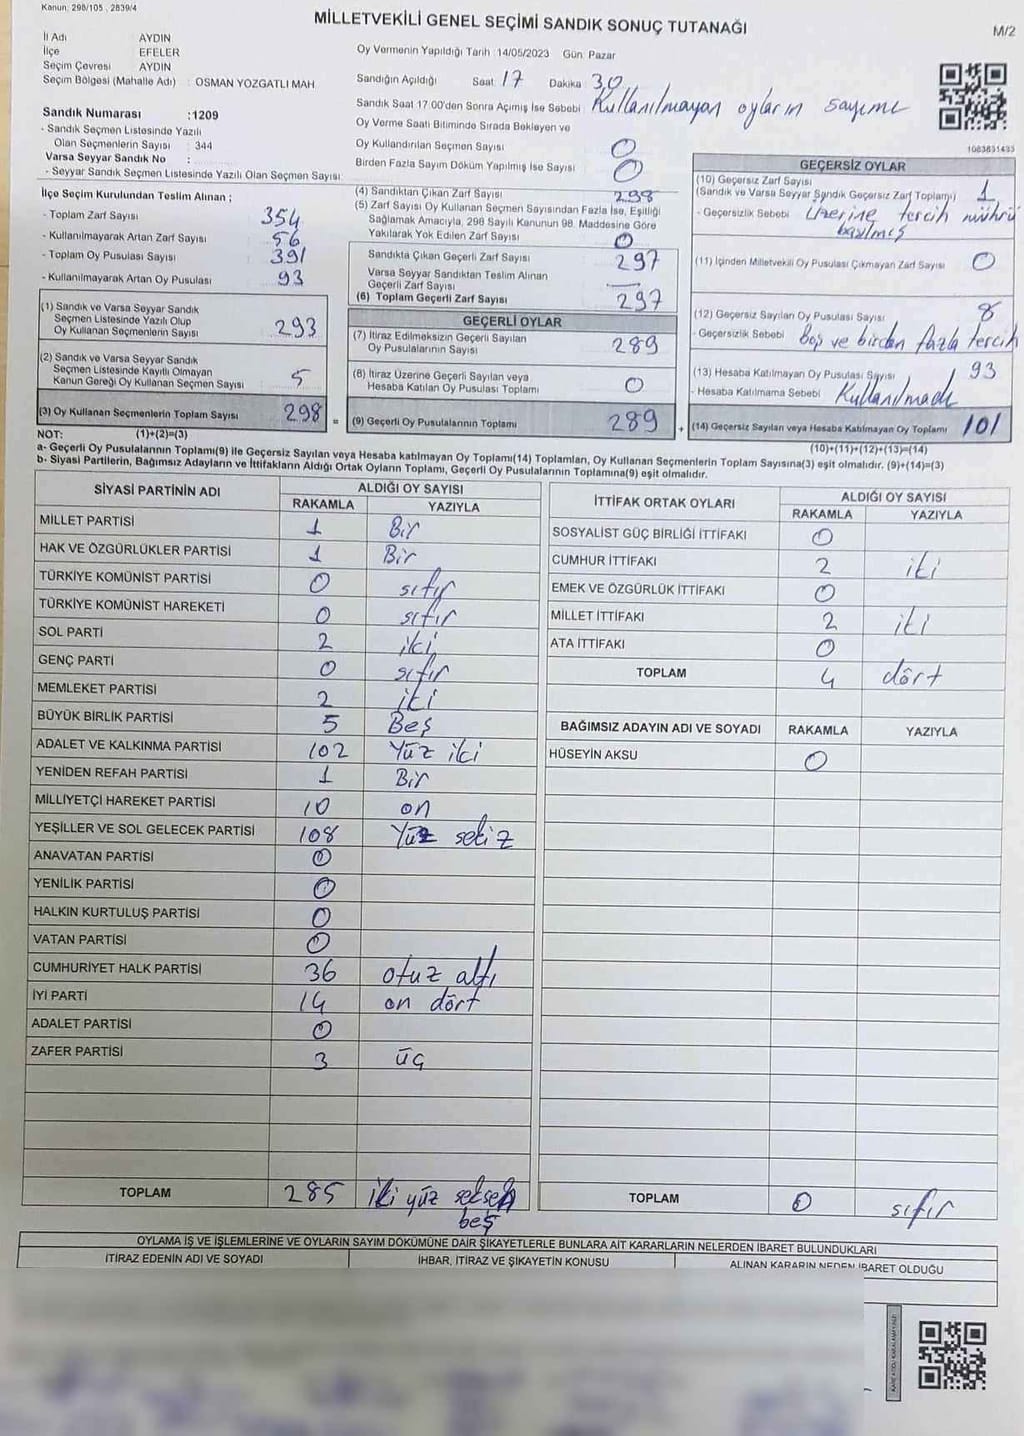 Kanun: 298/105 , 2839/4
MİLLETVEKİLİ GENEL SEÇİMİ SANDIK SONUÇ TUTANAĞI
M/2
İl Adı AYDIN
İlçe EFELER
Seçim Çevresi AYDIN
Seçim Bölgesi (Mahalle Adı) : OSMAN YOZGATLI MAH
Sandık Numarası :1209
- Sandık Seçmen Listesinde Yazılı
Olan Seçmenlerin Sayısı : 344
Varsa Seyyar Sandık No :
- Seyyar Sandık Seçmen Listesinde Yazılı Olan Seçmen Sayısı:
Oy Vermenin Yapıldığı Tarih :14/05/2023 Gün: Pazar
Sandığın Açıldığı Saat: 17 Dakika: 30
Sandık Saat 17:00'den Sonra Açımış İse Sebebi : Kullanılmayan oyların sayımı
Oy Verme Saati Bitiminde Sırada Bekleyen ve
Oy Kullandırılan Seçmen Sayısı 0
Birden Fazla Sayım Döküm Yapılmış İse Sayısı 0
1083631433
İlçe Seçim Kurulundan Teslim Alınan ;
- Toplam Zarf Sayısı 354
- Kullanılmayarak Artan Zarf Sayısı 56
- Toplam Oy Pusulası Sayısı 391
- Kullanılmayarak Artan Oy Pusulası 93
(1) Sandık ve Varsa Seyyar Sandık
Seçmen Listesinde Yazılı Olup
Oy Kullanan Seçmenlerin Sayısı 293
(2) Sandık ve Varsa Seyyar Sandık
Seçmen Listesinde Kayıtlı Olmayan
Kanun Gereği Oy Kullanan Seçmen Sayısı 5
(3) Oy Kullanan Seçmenlerin Toplam Sayısı 298 =
(4) Sandıktan Çıkan Zarf Sayısı 298
(5) Zarf Sayısı Oy Kullanan Seçmen Sayısından Fazla İse, Eşitliği
Sağlamak Amacıyla, 298 Sayılı Kanunun 98. Maddesine Göre
Yakılarak Yok Edilen Zarf Sayısı 0
Sandıkta Çıkan Geçerli Zarf Sayısı 297
Varsa Seyyar Sandıktan Teslim Alınan
Geçerli Zarf Sayısı —
(6) Toplam Geçerli Zarf Sayısı 297
GEÇERLİ OYLAR
(7) İtiraz Edilmeksizin Geçerli Sayılan
Oy Pusulalarının Sayısı 289
(8) İtiraz Üzerine Geçerli Sayılan veya
Hesaba Katılan Oy Pusulası Toplamı 0
(9) Geçerli Oy Pusulalarının Toplamı 289 +
GEÇERSİZ OYLAR
(10) Geçersiz Zarf Sayısı
(Sandık ve Varsa Seyyar Sandık Geçersiz Zarf Toplamı) 1
- Geçersizlik Sebebi Üzerine tercih mührü
basılmış
(11) İçinden Milletvekili Oy Pusulası Çıkmayan Zarf Sayısı 0
(12) Geçersiz Sayılan Oy Pusulası Sayısı 8
- Geçersizlik Sebebi Boş ve birden fazla tercih
(13) Hesaba Katılmayan Oy Pusulası Sayısı 93
- Hesaba Katılmama Sebebi Kullanılmadı
(14) Geçersiz Sayılan veya Hesaba Katılmayan Oy Toplamı 101
NOT: (1)+(2)=(3)
(10)+(11)+(12)+(13)=(14)
a- Geçerli Oy Pusulalarının Toplamı(9) ile Geçersiz Sayılan veya Hesaba katılmayan Oy Toplamı(14) Toplamları, Oy Kullanan Seçmenlerin Toplam Sayısına(3) eşit olmalıdır. (9)+(14)=(3)
b- Siyasi Partilerin, Bağımsız Adayların ve İttifakların Aldığı Ortak Oyların Toplamı, Geçerli Oy Pusulalarının Toplamına(9) eşit olmalıdır.
SİYASİ PARTİNİN ADI ALDIĞI OY SAYISI
RAKAMLA YAZIYLA
MİLLET PARTİSİ 1 Bir
HAK VE ÖZGÜRLÜKLER PARTİSİ 1 Bir
TÜRKİYE KOMÜNİST PARTİSİ 0 sıfır
TÜRKİYE KOMÜNİST HAREKETİ 0 sıfır
SOL PARTİ 2 iki
GENÇ PARTİ 0 sıfır
MEMLEKET PARTİSİ 2 iki
BÜYÜK BİRLİK PARTİSİ 5 Beş
ADALET VE KALKINMA PARTİSİ 102 Yüz iki
YENİDEN REFAH PARTİSİ 1 Bir
MİLLİYETÇİ HAREKET PARTİSİ 10 on
YEŞİLLER VE SOL GELECEK PARTİSİ 108 Yüz sekiz
ANAVATAN PARTİSİ 0
YENİLİK PARTİSİ 0
HALKIN KURTULUŞ PARTİSİ 0
VATAN PARTİSİ 0
CUMHURİYET HALK PARTİSİ 36 otuz altı
İYİ PARTİ 14 on dört
ADALET PARTİSİ 0
ZAFER PARTİSİ 3 üç
TOPLAM 285 iki yüz seksen
beş
İTTİFAK ORTAK OYLARI ALDIĞI OY SAYISI
RAKAMLA YAZIYLA
SOSYALİST GÜÇ BİRLİĞİ İTTİFAKI 0
CUMHUR İTTİFAKI 2 iki
EMEK VE ÖZGÜRLÜK İTTİFAKI 0
MİLLET İTTİFAKI 2 iki
ATA İTTİFAKI 0
TOPLAM 4 dört
BAĞIMSIZ ADAYIN ADI VE SOYADI RAKAMLA YAZIYLA
HÜSEYİN AKSU 0
TOPLAM 0 sıfır
OYLAMA İŞ VE İŞLEMLERİNE VE OYLARIN SAYIM DÖKÜMÜNE DAİR ŞİKAYETLERLE BUNLARA AİT KARARLARIN NELERDEN İBARET BULUNDUKLARI
İTİRAZ EDENİN ADI VE SOYADI İHBAR, İTİRAZ VE ŞİKAYETİN KONUSU ALINAN KARARIN NEDEN İBARET OLDUĞU